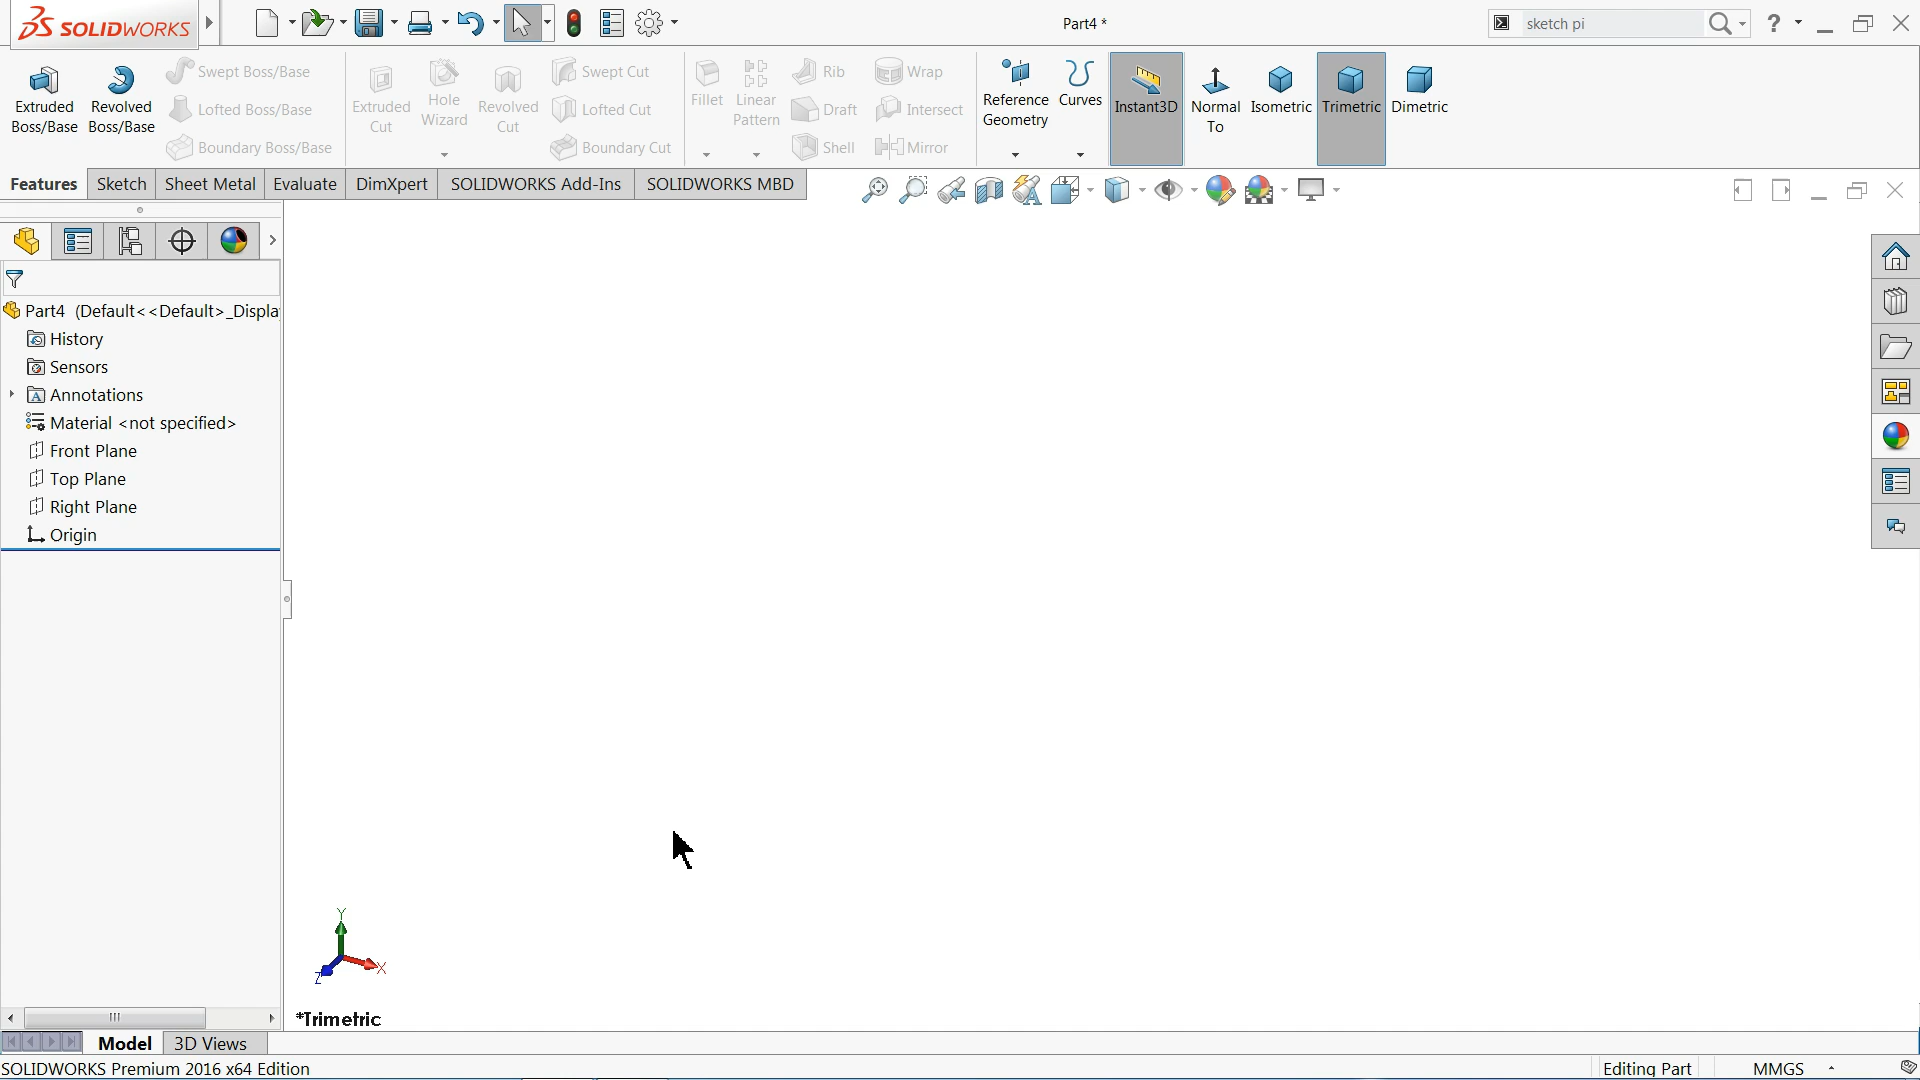 SOLIDWORKS
Part4 *
sketch pi
?
Extruded Boss/Base
Revolved Boss/Base
Swept Boss/Base
Lofted Boss/Base
Boundary Boss/Base
Extruded Cut
Hole Wizard
Revolved Cut
Swept Cut
Lofted Cut
Boundary Cut
Fillet
Linear Pattern
Rib
Draft
Shell
Wrap
Intersect
Mirror
Reference Geometry
Curves
Instant3D
Normal To
Isometric
Trimetric
Dimetric
Features
Sketch
Sheet Metal
Evaluate
DimXpert
SOLIDWORKS Add-Ins
SOLIDWORKS MBD
Part4 (Default<<Default>_Displa
History
Sensors
Annotations
Material <not specified>
Front Plane
Top Plane
Right Plane
Origin
Y
X
Z
*Trimetric
Model
3D Views
SOLIDWORKS Premium 2016 x64 Edition
Editing Part
MMGS